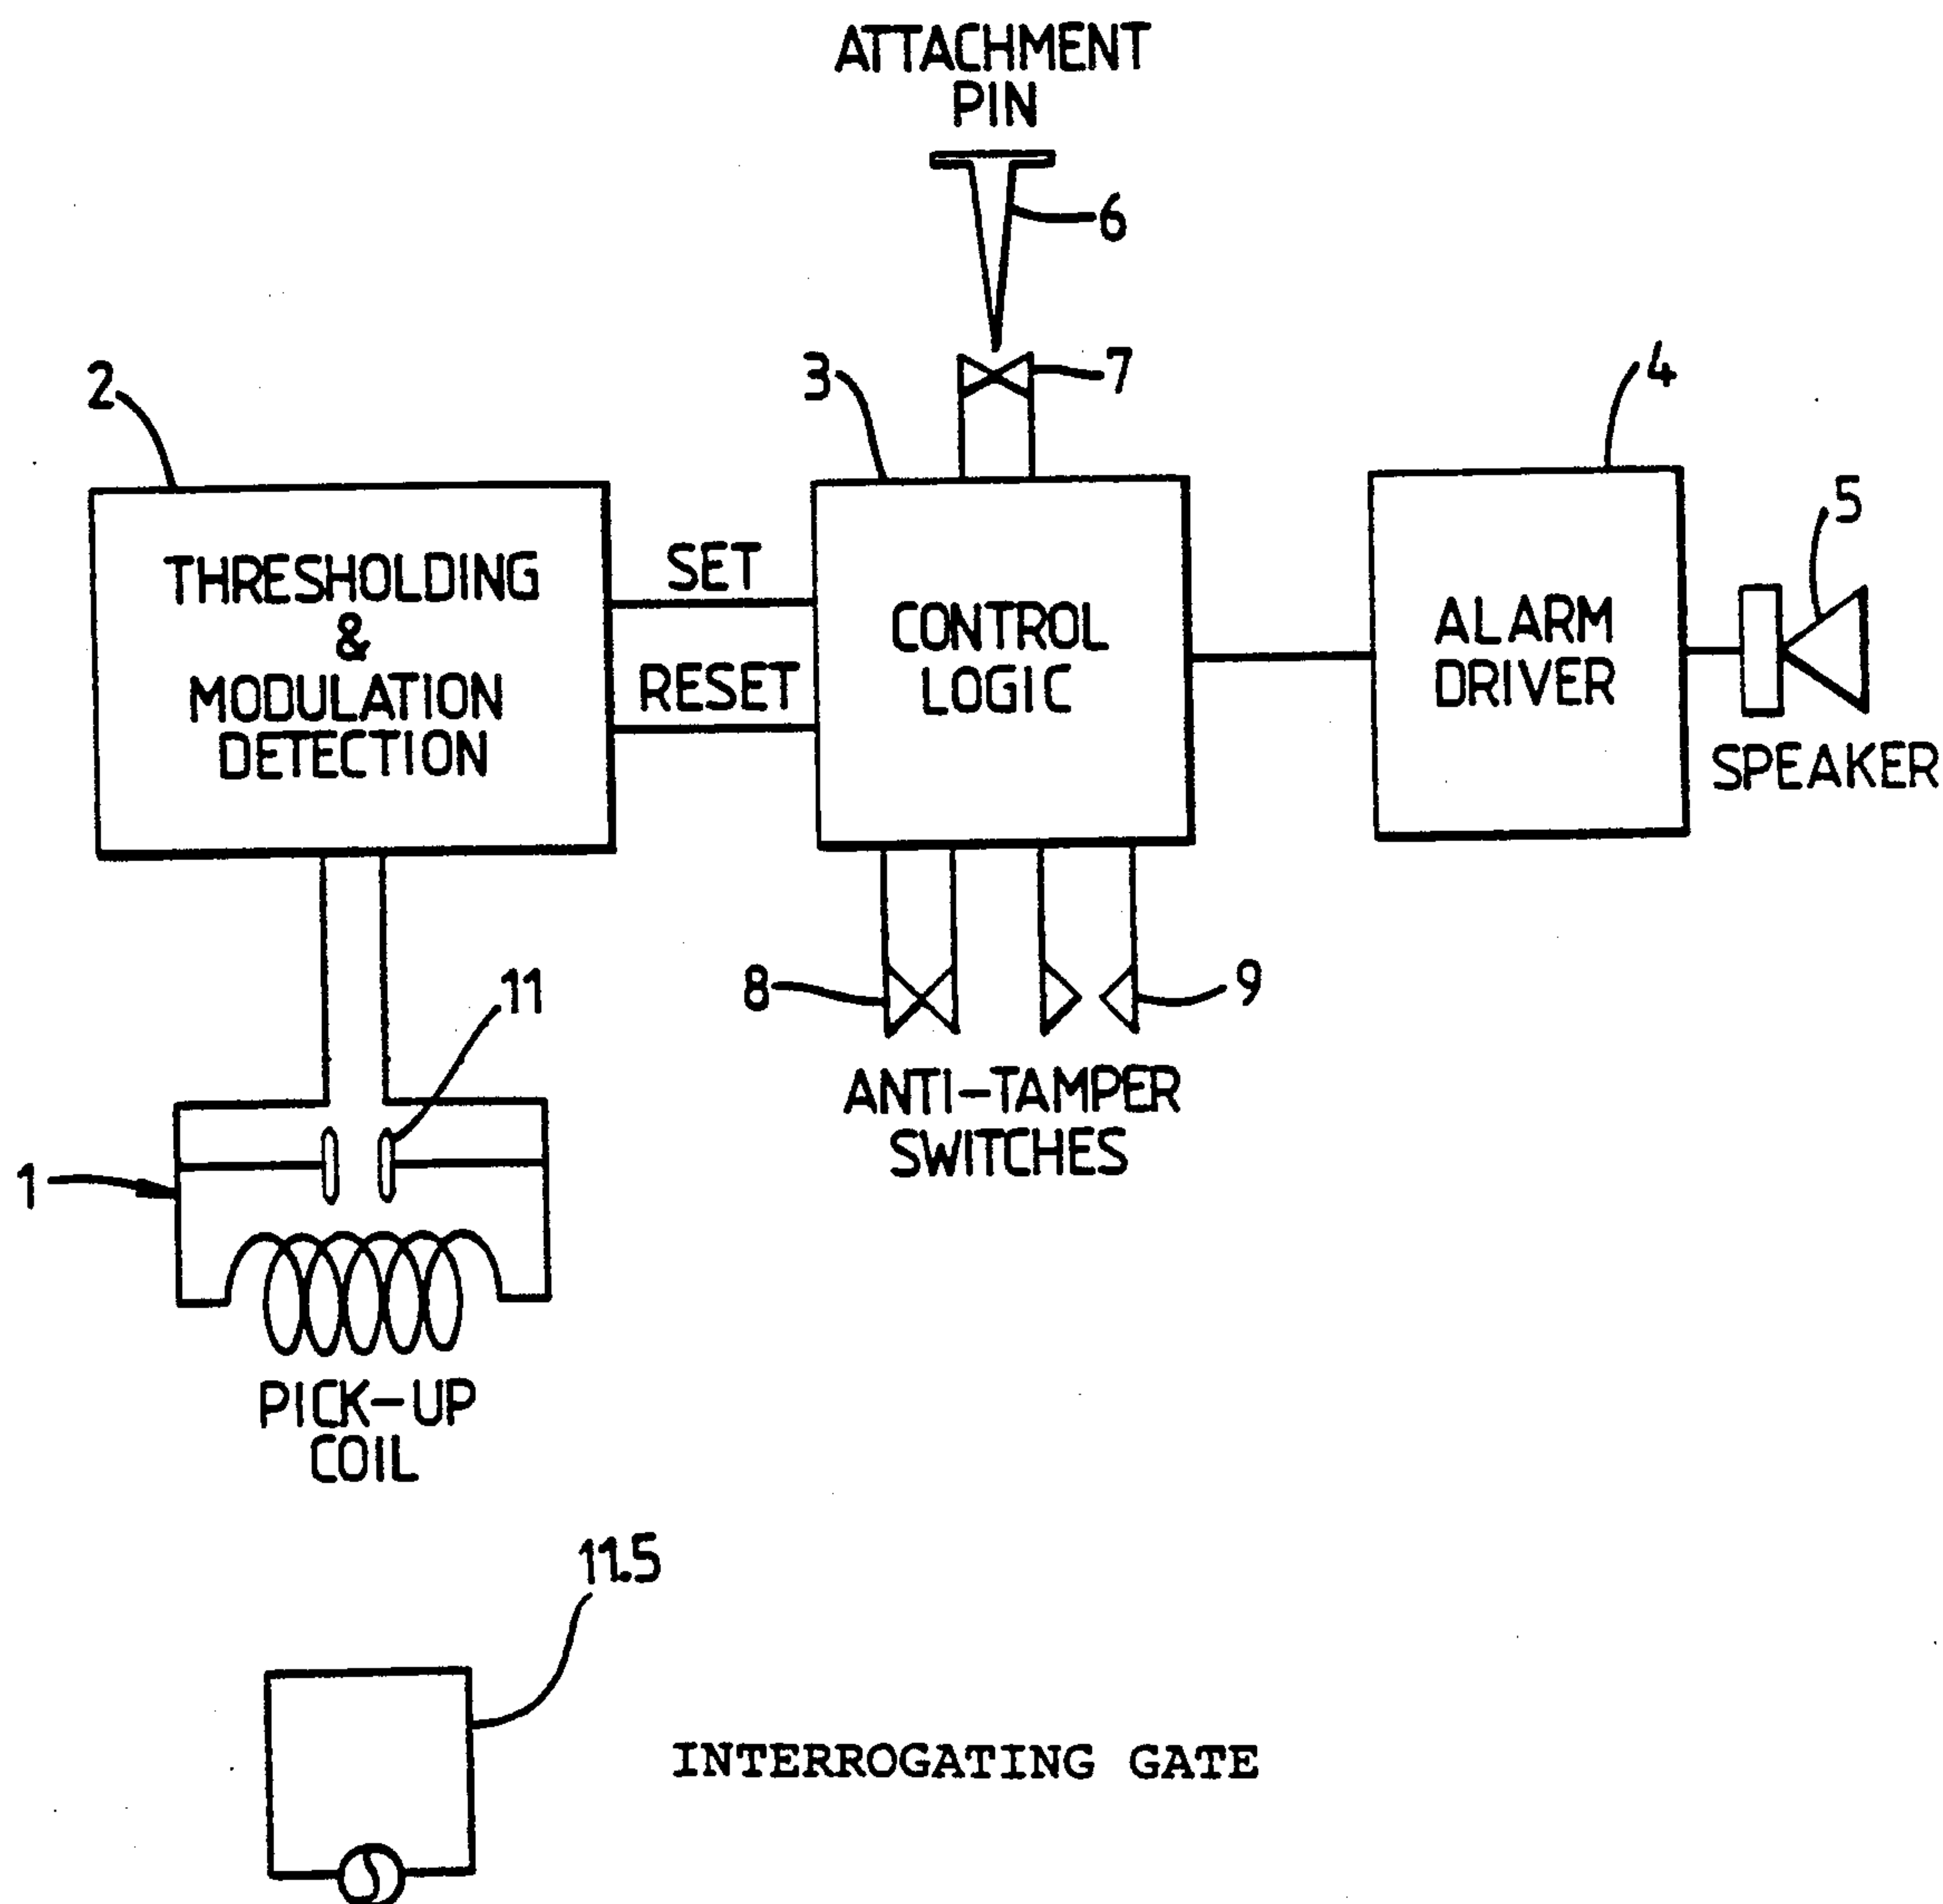 ATTACHMENT
PIN
6
7
3
2
4
5
THRESHOLDING
&
MODULATION
DETECTION
SET
RESET
CONTROL
LOGIC
ALARM
DRIVER
SPEAKER
8
9
ANTI-TAMPER
SWITCHES
11
1
PICK-UP
COIL
11.5
INTERROGATING GATE